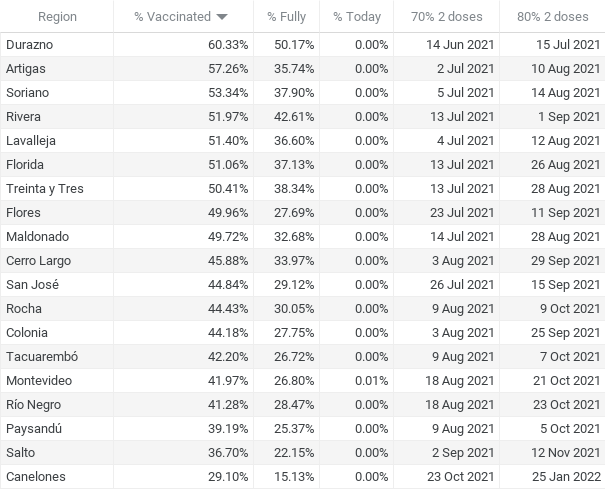 Region % Vaccinated % Fully % Today 70% 2 doses 80% 2 doses
Durazno 60.33% 50.17% 0.00% 14 Jun 2021 15 Jul 2021
Artigas 57.26% 35.74% 0.00% 2 Jul 2021 10 Aug 2021
Soriano 53.34% 37.90% 0.00% 5 Jul 2021 14 Aug 2021
Rivera 51.97% 42.61% 0.00% 13 Jul 2021 1 Sep 2021
Lavalleja 51.40% 36.60% 0.00% 4 Jul 2021 12 Aug 2021
Florida 51.06% 37.13% 0.00% 13 Jul 2021 26 Aug 2021
Treinta y Tres 50.41% 38.34% 0.00% 13 Jul 2021 28 Aug 2021
Flores 49.96% 27.69% 0.00% 23 Jul 2021 11 Sep 2021
Maldonado 49.72% 32.68% 0.00% 14 Jul 2021 28 Aug 2021
Cerro Largo 45.88% 33.97% 0.00% 3 Aug 2021 29 Sep 2021
San José 44.84% 29.12% 0.00% 26 Jul 2021 15 Sep 2021
Rocha 44.43% 30.05% 0.00% 9 Aug 2021 9 Oct 2021
Colonia 44.18% 27.75% 0.00% 3 Aug 2021 25 Sep 2021
Tacuarembó 42.20% 26.72% 0.00% 9 Aug 2021 7 Oct 2021
Montevideo 41.97% 26.80% 0.01% 18 Aug 2021 21 Oct 2021
Río Negro 41.28% 28.47% 0.00% 18 Aug 2021 23 Oct 2021
Paysandú 39.19% 25.37% 0.00% 9 Aug 2021 5 Oct 2021
Salto 36.70% 22.15% 0.00% 2 Sep 2021 12 Nov 2021
Canelones 29.10% 15.13% 0.00% 23 Oct 2021 25 Jan 2022